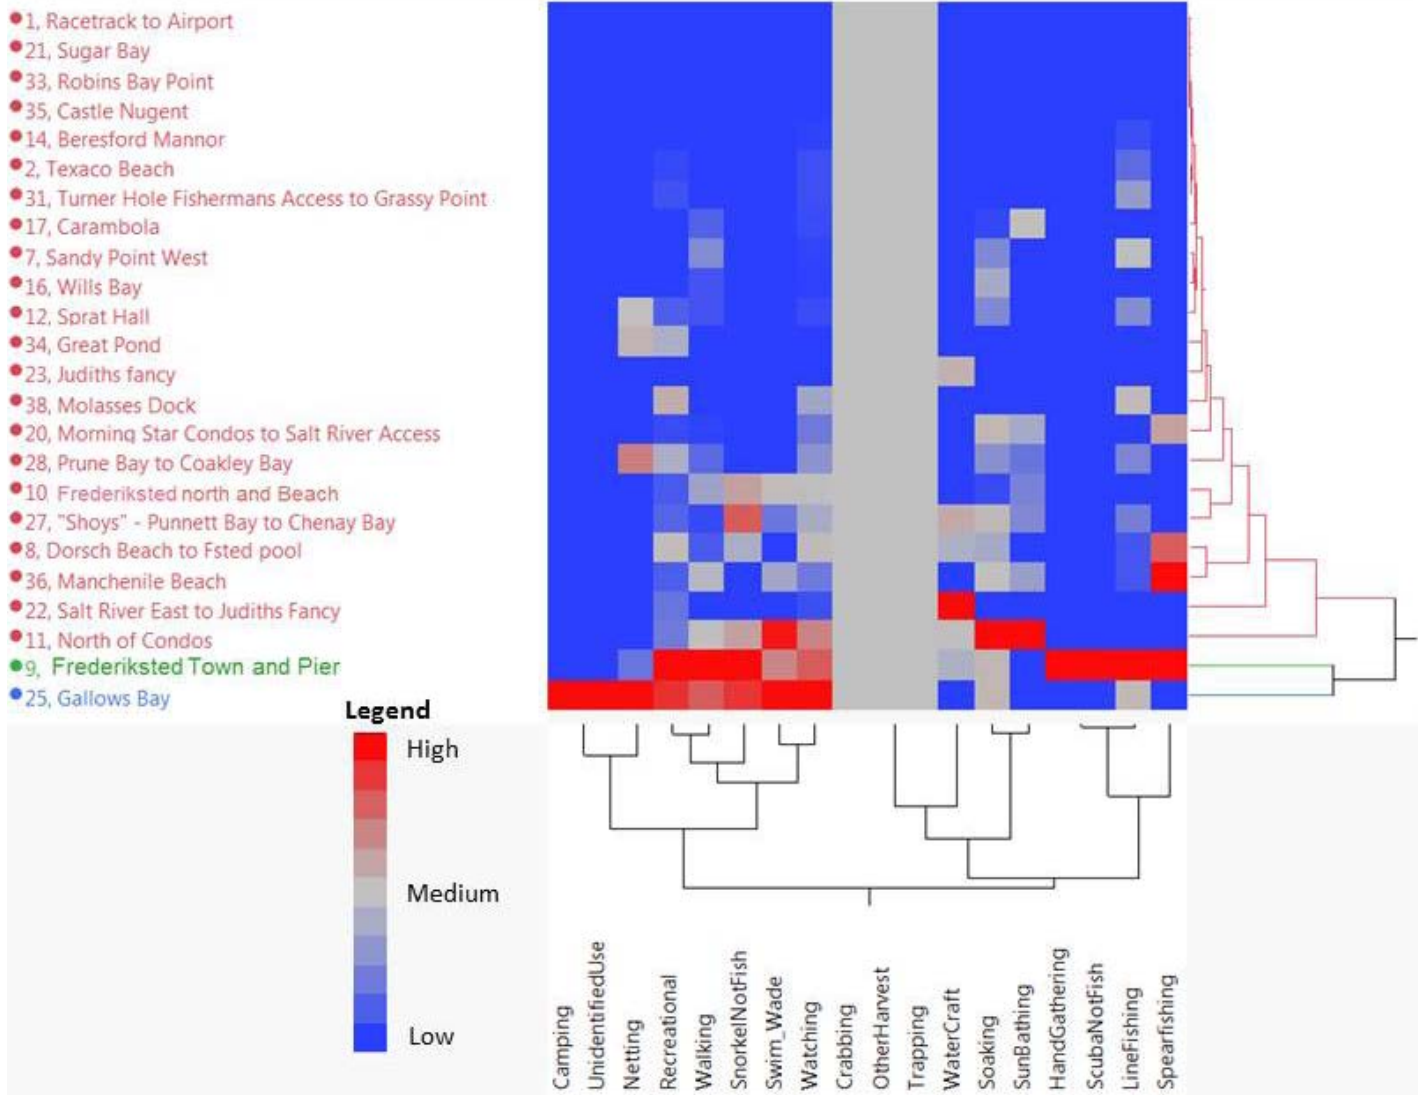 1, Racetrack to Airport
21, Sugar Bay
33, Robins Bay Point
35, Castle Nugent
14, Beresford Mannor
2, Texaco Beach
31, Turner Hole Fishermans Access to Grassy Point
17, Carambola
7, Sandy Point West
16, Wills Bay
12, Sprat Hall
34, Great Pond
23, Judiths fancy
38, Molasses Dock
20, Morning Star Condos to Salt River Access
28, Prune Bay to Coakley Bay
10 Frederiksted north and Beach
27, "Shoys" - Punnett Bay to Chenay Bay
8, Dorsch Beach to Fsted pool
36, Manchenile Beach
22, Salt River East to Judiths Fancy
11, North of Condos
9, Frederiksted Town and Pier
25, Gallows Bay
Legend
High
Medium
Low
Camping
UnidentifiedUse
Netting
Recreational
Walking
SnorkelNotFish
Swim_Wade
Watching
Crabbing
OtherHarvest
Trapping
WaterCraft
Soaking
SunBathing
HandGathering
ScubaNotFish
LineFishing
Spearfishing